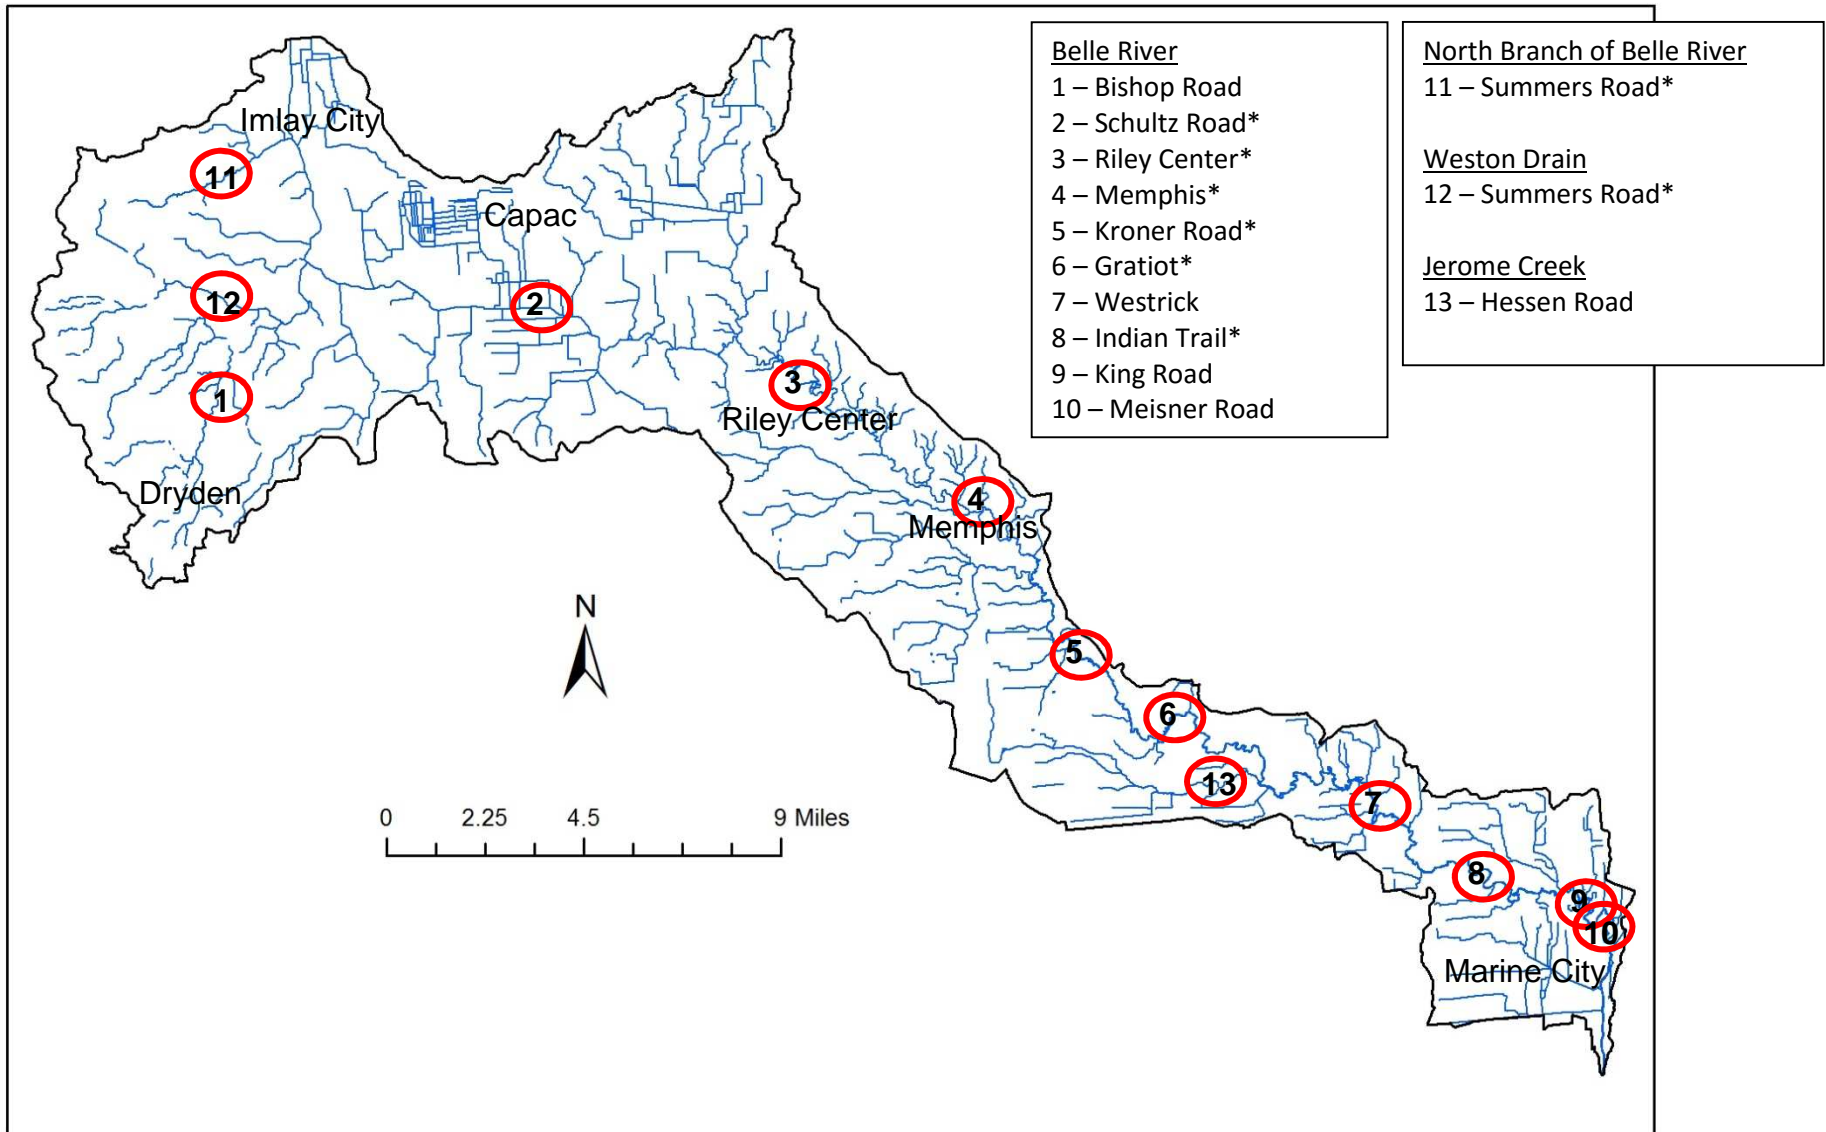 Belle River
1 – Bishop Road
2 – Schultz Road*
3 – Riley Center*
4 – Memphis*
5 – Kroner Road*
6 – Gratiot*
7 – Westrick
8 – Indian Trail*
9 – King Road
10 – Meisner Road
North Branch of Belle River
11 – Summers Road*
Weston Drain
12 – Summers Road*
Jerome Creek
13 – Hessen Road
Imlay City
11
Capac
12
2
1
3
Riley Center
Dryden
4
Memphis
N
5
6
13
7
0 2.25 4.5 9 Miles
8
9
10
Marine City